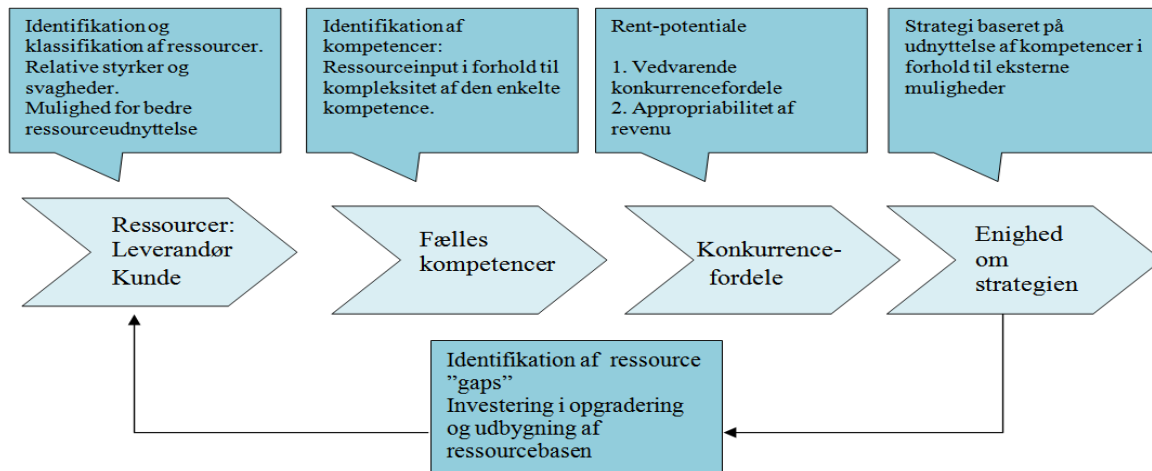 Identifikation og
klassifikation af ressourcer.
Relative styrker og
svagheder.
Mulighed for bedre
ressourceudnyttelse
Identifikation af
kompetencer:
Ressourceinput i forhold til
kompleksitet af den enkelte
kompetence.
Rent-potentiale
1. Vedvarende
konkurrencefordele
2. Appropriabilitet af
revenu
Strategi baseret på
udnyttelse af kompetencer i
forhold til eksterne
muligheder
Ressourcer:
Leverandør
Kunde
Fælles
kompetencer
Konkurrence-
fordele
Enighed
om
strategien
Identifikation af ressource
”gaps”
Investering i opgradering
og udbygning af
ressourcebasen